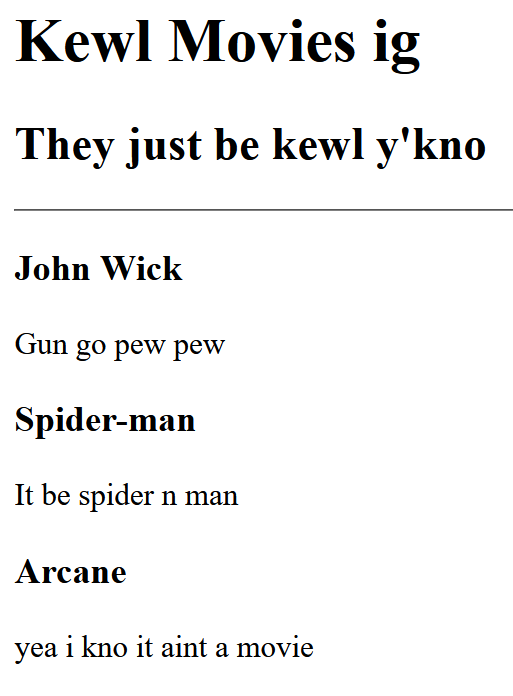 Kewl Movies ig
They just be kewl y'kno
John Wick
Gun go pew pew
Spider-man
It be spider n man
Arcane
yea i kno it aint a movie